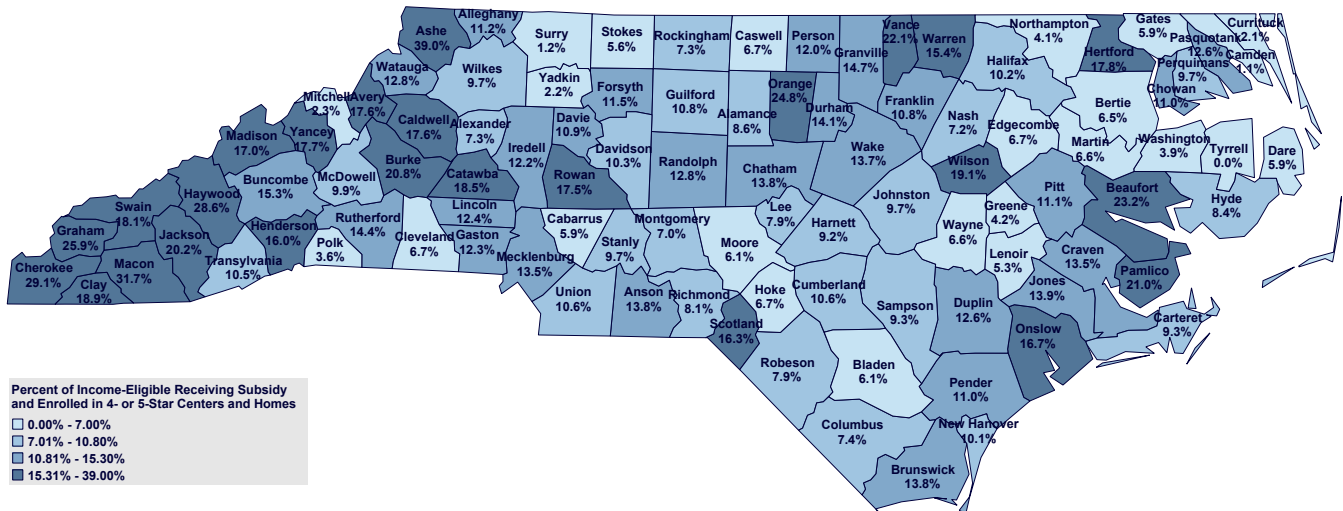 Alleghany
11.2%
Ashe
39.0%
Surry
1.2%
Stokes
5.6%
Rockingham
7.3%
Caswell
6.7%
Person
12.0%
Granville
14.7%
Vance
22.1%
Warren
15.4%
Northampton
4.1%
Gates
5.9%
Currituck
2.1%
Pasquotank
12.6%
Camden
1.1%
Perquimans
9.7%
Chowan
11.0%
Hertford
17.8%
Halifax
10.2%
Bertie
6.5%
Watauga
12.8%
Wilkes
9.7%
Yadkin
2.2%
Forsyth
11.5%
Guilford
10.8%
Alamance
8.6%
Orange
24.8%
Durham
14.1%
Franklin
10.8%
Nash
7.2%
Edgecombe
6.7%
Martin
6.6%
Washington
3.9%
Tyrrell
0.0%
Dare
5.9%
Mitchell
2.3%
Avery
17.6%
Caldwell
17.6%
Alexander
7.3%
Iredell
12.2%
Davie
10.9%
Davidson
10.3%
Randolph
12.8%
Chatham
13.8%
Wake
13.7%
Wilson
19.1%
Pitt
11.1%
Beaufort
23.2%
Hyde
8.4%
Madison
17.0%
Yancey
17.7%
Burke
20.8%
McDowell
9.9%
Catawba
18.5%
Rowan
17.5%
Buncombe
15.3%
Haywood
28.6%
Swain
18.1%
Graham
25.9%
Jackson
20.2%
Henderson
16.0%
Rutherford
14.4%
Lincoln
12.4%
Gaston
12.3%
Cleveland
6.7%
Polk
3.6%
Transylvania
10.5%
Macon
31.7%
Cherokee
29.1%
Clay
18.9%
Mecklenburg
13.5%
Cabarrus
5.9%
Stanly
9.7%
Montgomery
7.0%
Moore
6.1%
Lee
7.9%
Harnett
9.2%
Johnston
9.7%
Wayne
6.6%
Greene
4.2%
Lenoir
5.3%
Craven
13.5%
Pamlico
21.0%
Jones
13.9%
Union
10.6%
Anson
13.8%
Richmond
8.1%
Scotland
16.3%
Hoke
6.7%
Cumberland
10.6%
Sampson
9.3%
Duplin
12.6%
Onslow
16.7%
Carteret
9.3%
Robeson
7.9%
Bladen
6.1%
Pender
11.0%
Columbus
7.4%
New Hanover
10.1%
Brunswick
13.8%
Percent of Income-Eligible Receiving Subsidy
and Enrolled in 4- or 5-Star Centers and Homes
0.00% - 7.00%
7.01% - 10.80%
10.81% - 15.30%
15.31% - 39.00%